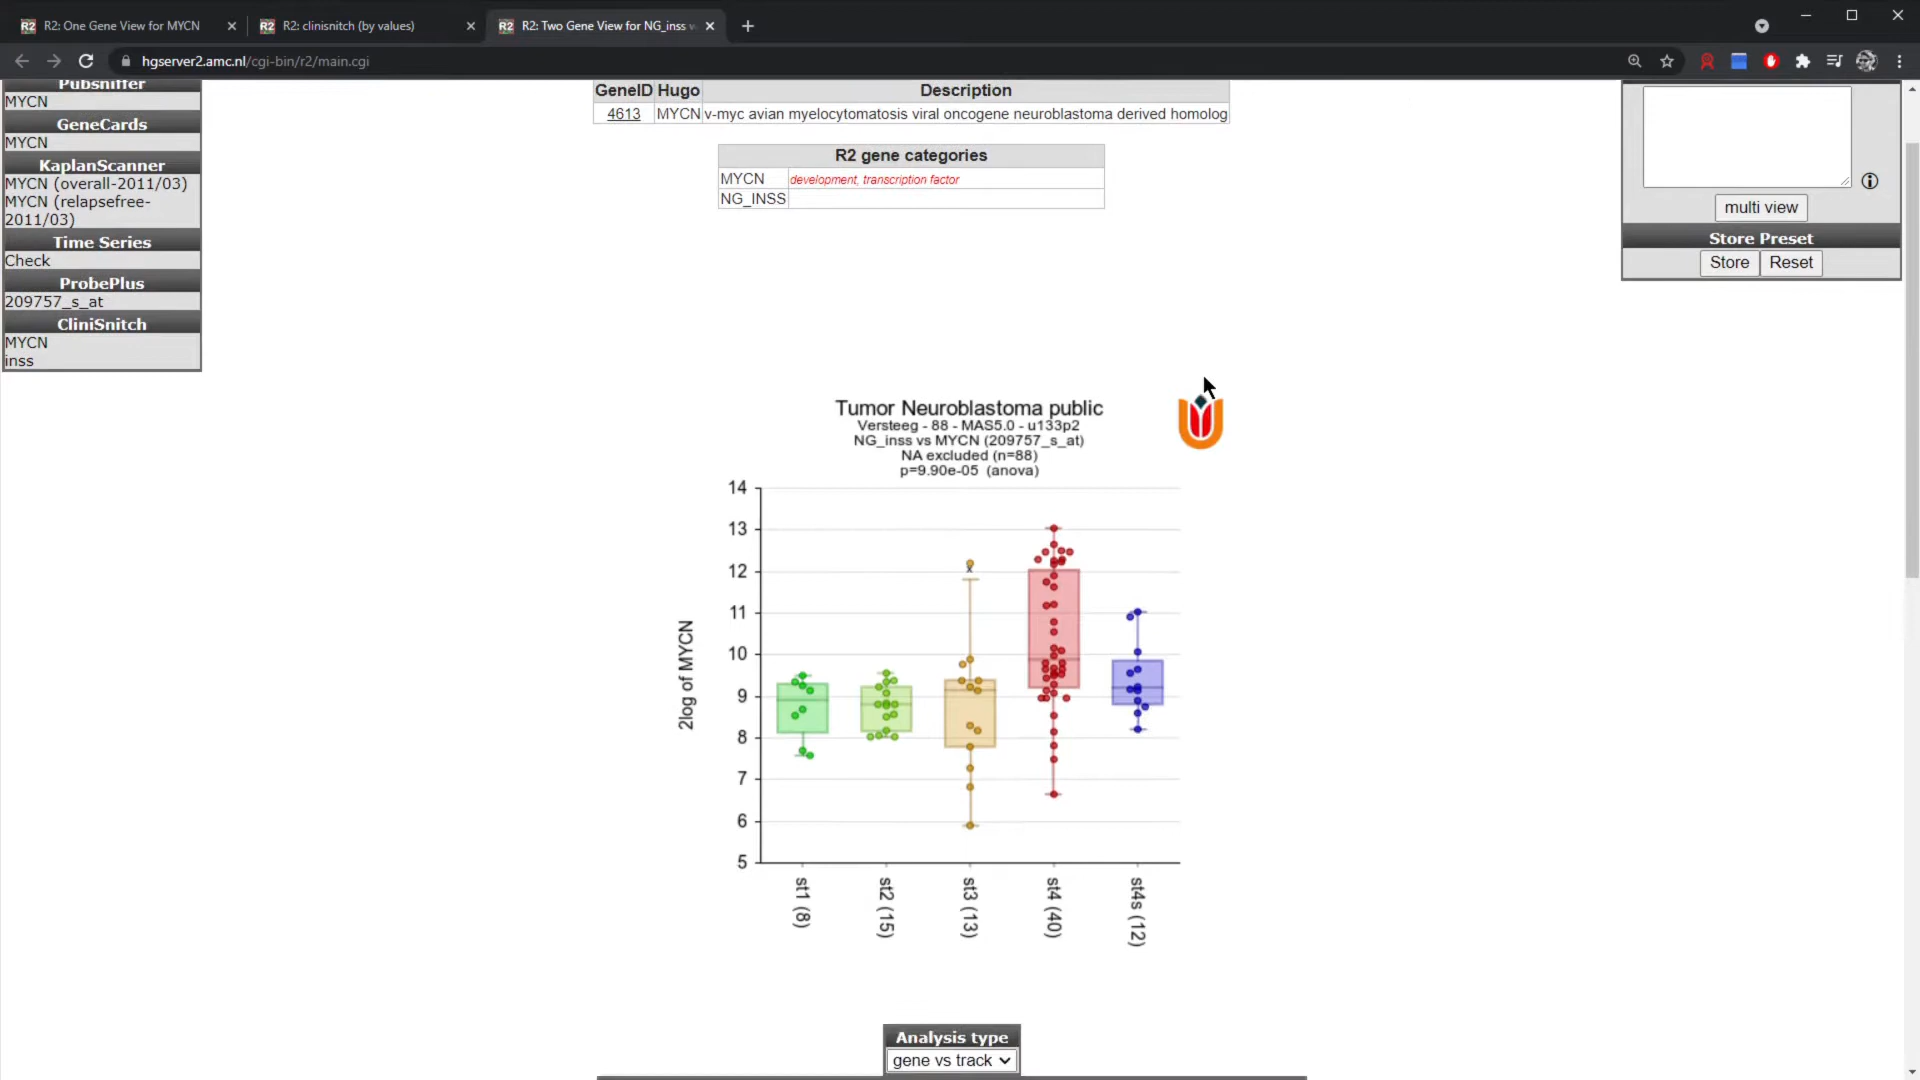 R2: One Gene View for MYCN
R2: clinisnitch (by values)
R2: Two Gene View for NG_inss v
hgserver2.amc.nl/cgi-bin/r2/main.cgi
Pubsniffer
MYCN
GeneCards
MYCN
KaplanScanner
MYCN (overall-2011/03)
MYCN (relapsefree-
2011/03)
Time Series
Check
ProbePlus
209757_s_at
CliniSnitch
MYCN
inss
GeneID Hugo Description
4613 MYCN v-myc avian myelocytomatosis viral oncogene neuroblastoma derived homolog
R2 gene categories
MYCN development, transcription factor
NG_INSS
multi view
Store Preset
Store Reset
Tumor Neuroblastoma public
Versteeg - 88 - MAS5.0 - u133p2
NG_inss vs MYCN (209757_s_at)
NA excluded (n=88)
p=9.90e-05 (anova)
14
13
12
11
10
9
8
7
6
5
2log of MYCN
st1 (8)
st2 (15)
st3 (13)
st4 (40)
st4s (12)
Analysis type
gene vs track